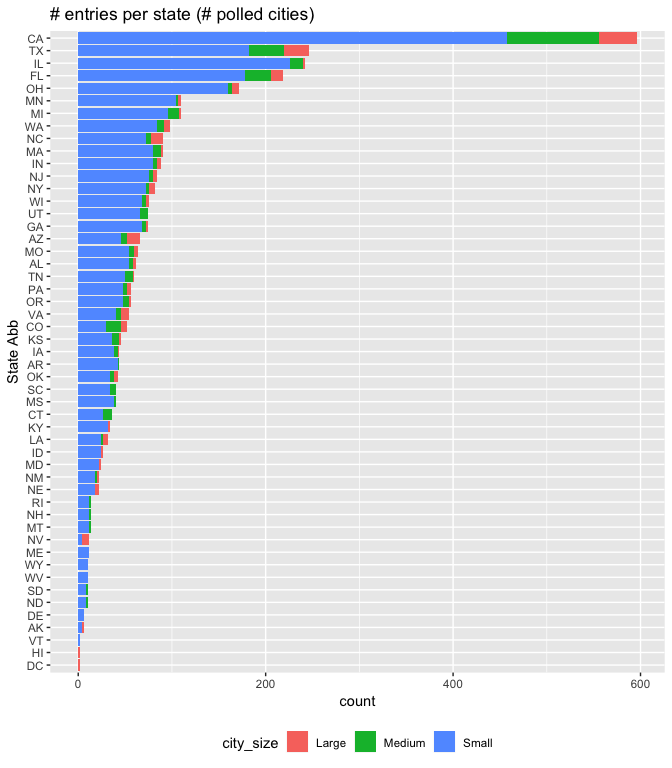 # entries per state (# polled cities)
State Abb
CA
TX
IL
FL
OH
MN
MI
WA
NC
MA
IN
NJ
NY
WI
UT
GA
AZ
MO
AL
TN
PA
OR
VA
CO
KS
IA
AR
OK
SC
MS
CT
KY
LA
ID
MD
NM
NE
RI
NH
MT
NV
ME
WY
WV
SD
ND
DE
AK
VT
HI
DC
0 200 400 600
count
city_size Large Medium Small